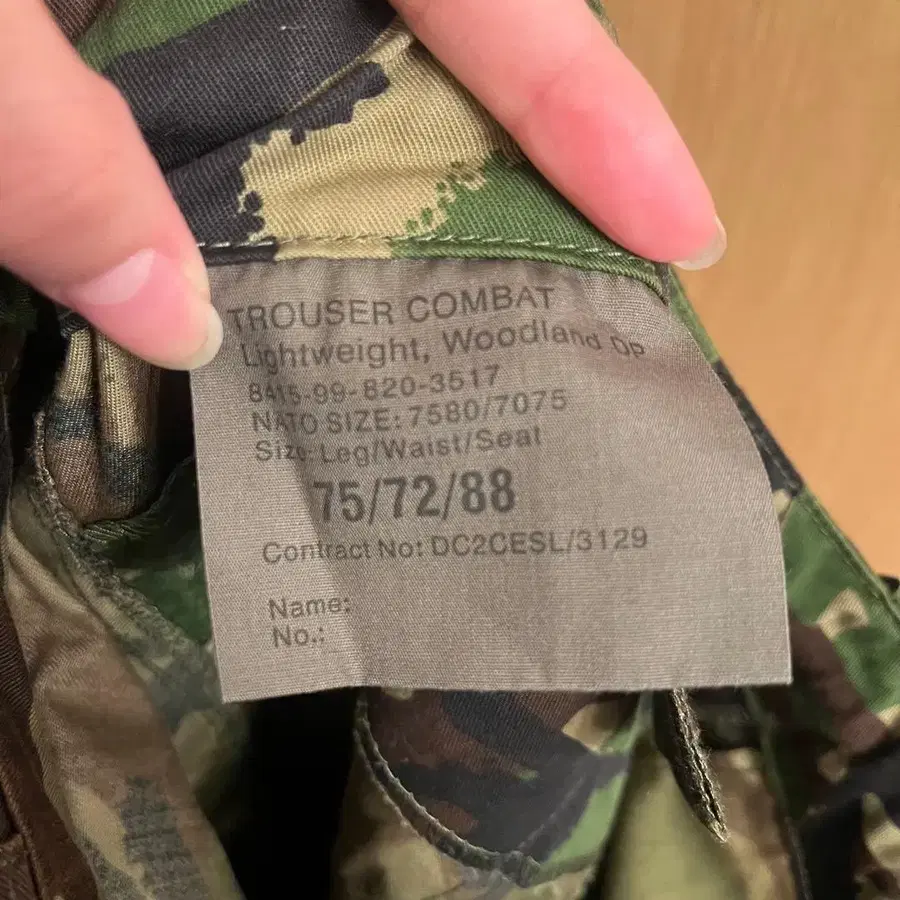 TROUSER COMBAT
Lightweight, Woodland DP
8415-99-820-3517
NATO SIZE: 7580/7075
Size: Leg/Waist/Seat
75/72/88
Contract No: DC2CESL/3129
Name:
No.: